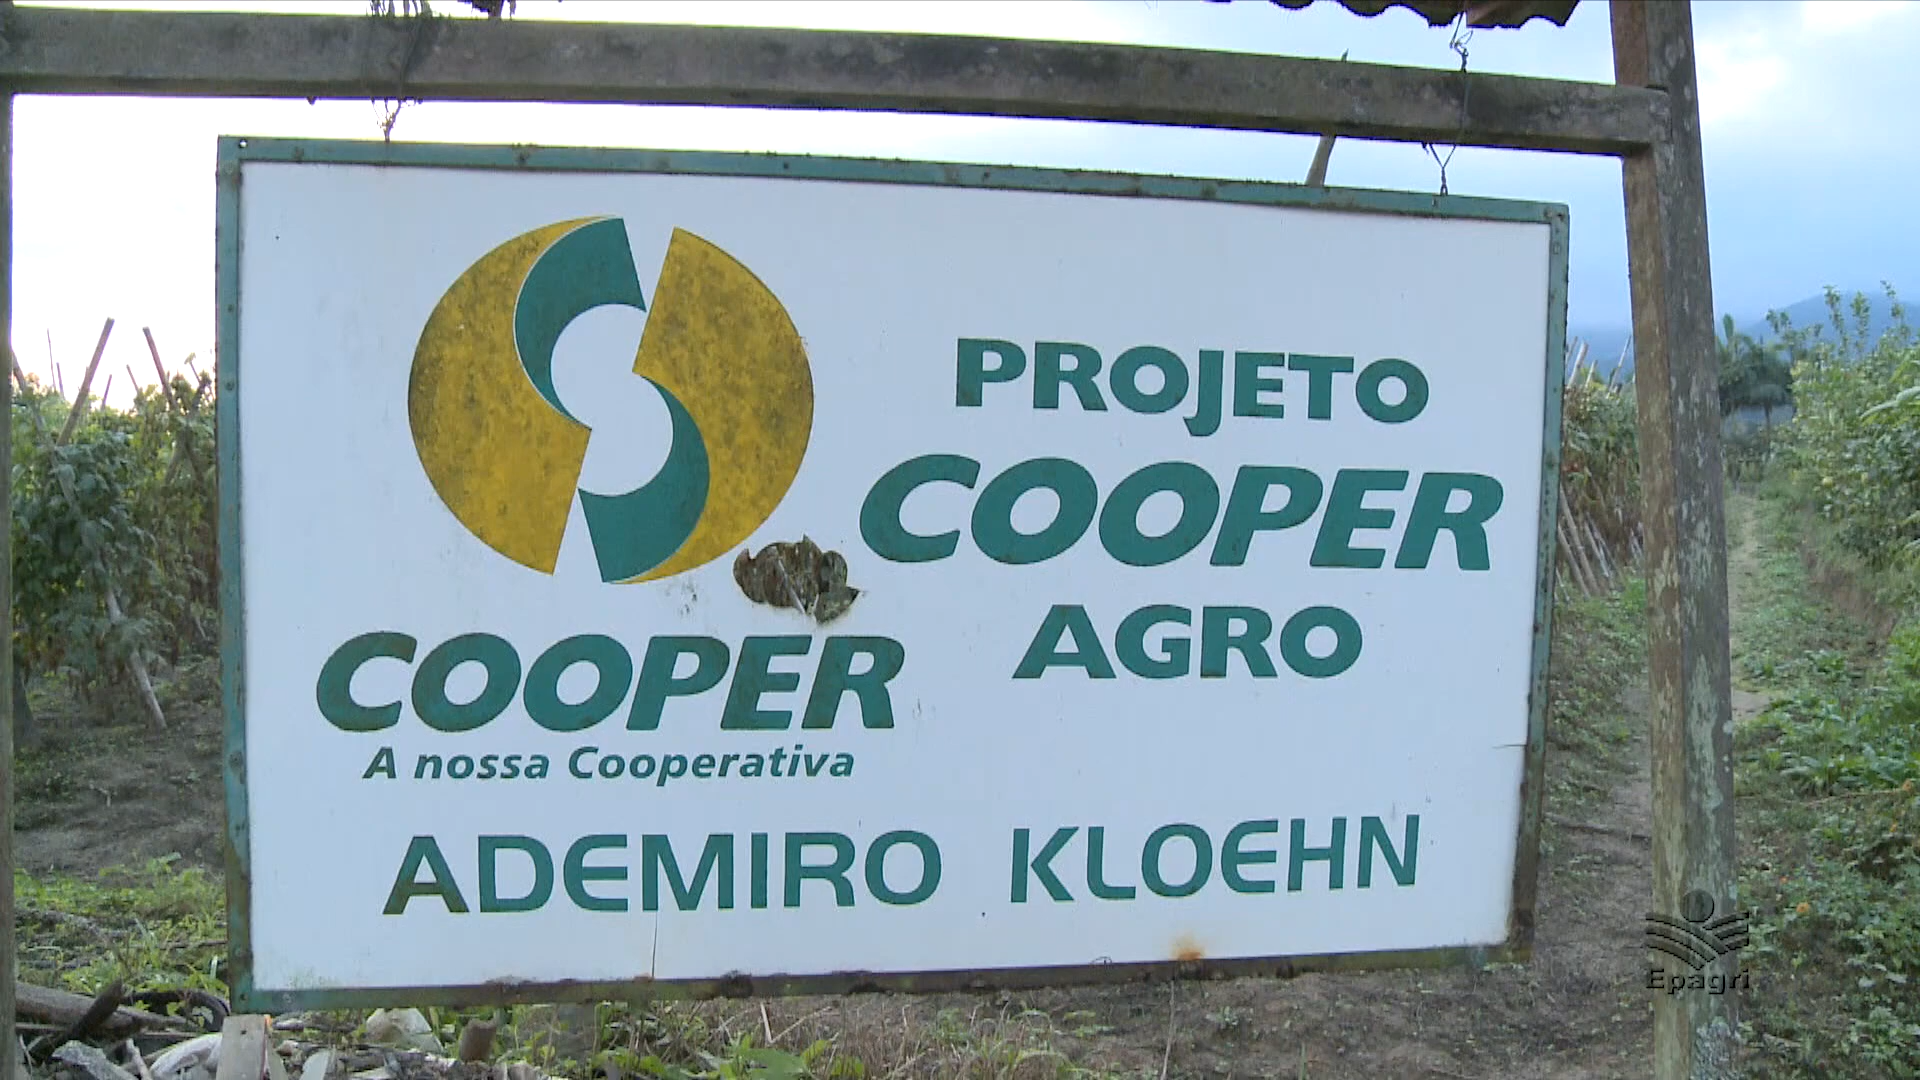 PROJETO
COOPER
AGRO
COOPER
A nossa Cooperativa
ADEMIRO KLOEHN
Epagri